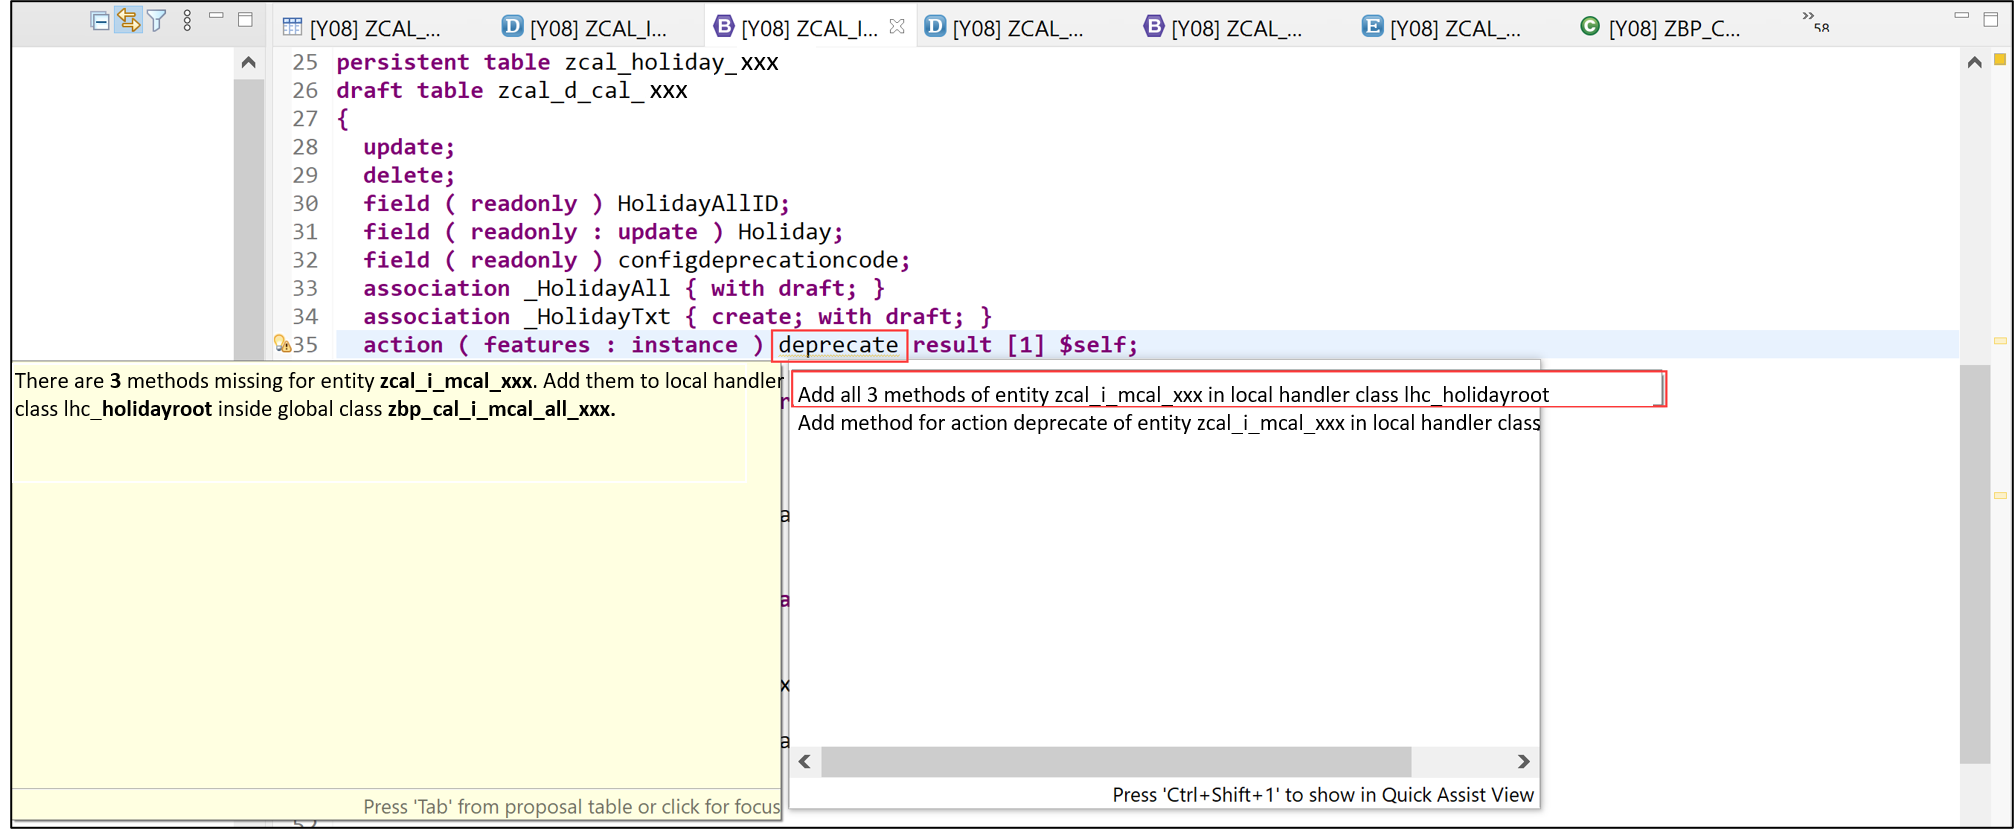 [Y08] ZCAL_...
[Y08] ZCAL_I...
[Y08] ZCAL_I...
[Y08] ZCAL_...
[Y08] ZCAL_...
[Y08] ZCAL_...
[Y08] ZBP_C...
»58
25 persistent table zcal_holiday_xxx
26 draft table zcal_d_cal_xxx
27 {
28 update;
29 delete;
30 field ( readonly ) HolidayAllID;
31 field ( readonly : update ) Holiday;
32 field ( readonly ) configdeprecationcode;
33 association _HolidayAll { with draft; }
34 association _HolidayTxt { create; with draft; }
35 action ( features : instance ) deprecate result [1] $self;
There are 3 methods missing for entity zcal_i_mcal_xxx. Add them to local handler
class lhc_holidayroot inside global class zbp_cal_i_mcal_all_xxx.
Press 'Tab' from proposal table or click for focus
Add all 3 methods of entity zcal_i_mcal_xxx in local handler class lhc_holidayroot
Add method for action deprecate of entity zcal_i_mcal_xxx in local handler class
Press 'Ctrl+Shift+1' to show in Quick Assist View